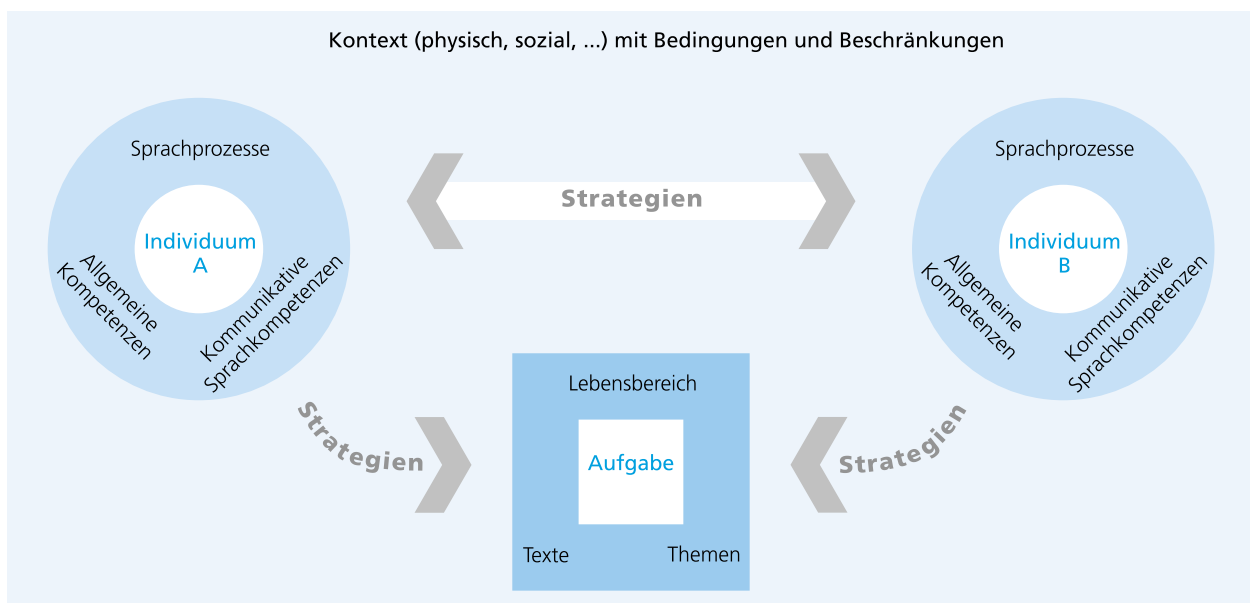 Kontext (physisch, sozial, ...) mit Bedingungen und Beschränkungen
Sprachprozesse
Individuum
A
Allgemeine
Kompetenzen
Kommunikative
Sprachkompetenzen
Strategien
Sprachprozesse
Individuum
B
Allgemeine
Kompetenzen
Kommunikative
Sprachkompetenzen
Strategien
Lebensbereich
Aufgabe
Texte
Themen
Strategien